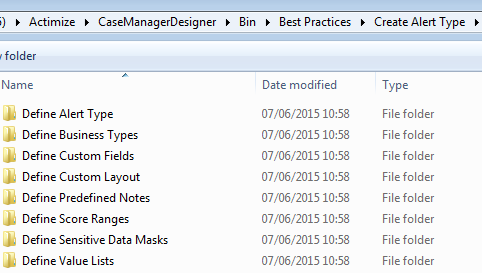 ) Actimize CaseManagerDesigner Bin Best Practices Create Alert Type
folder
Name Date modified Type
Define Alert Type 07/06/2015 10:58 File folder
Define Business Types 07/06/2015 10:58 File folder
Define Custom Fields 07/06/2015 10:58 File folder
Define Custom Layout 07/06/2015 10:58 File folder
Define Predefined Notes 07/06/2015 10:58 File folder
Define Score Ranges 07/06/2015 10:58 File folder
Define Sensitive Data Masks 07/06/2015 10:58 File folder
Define Value Lists 07/06/2015 10:58 File folder